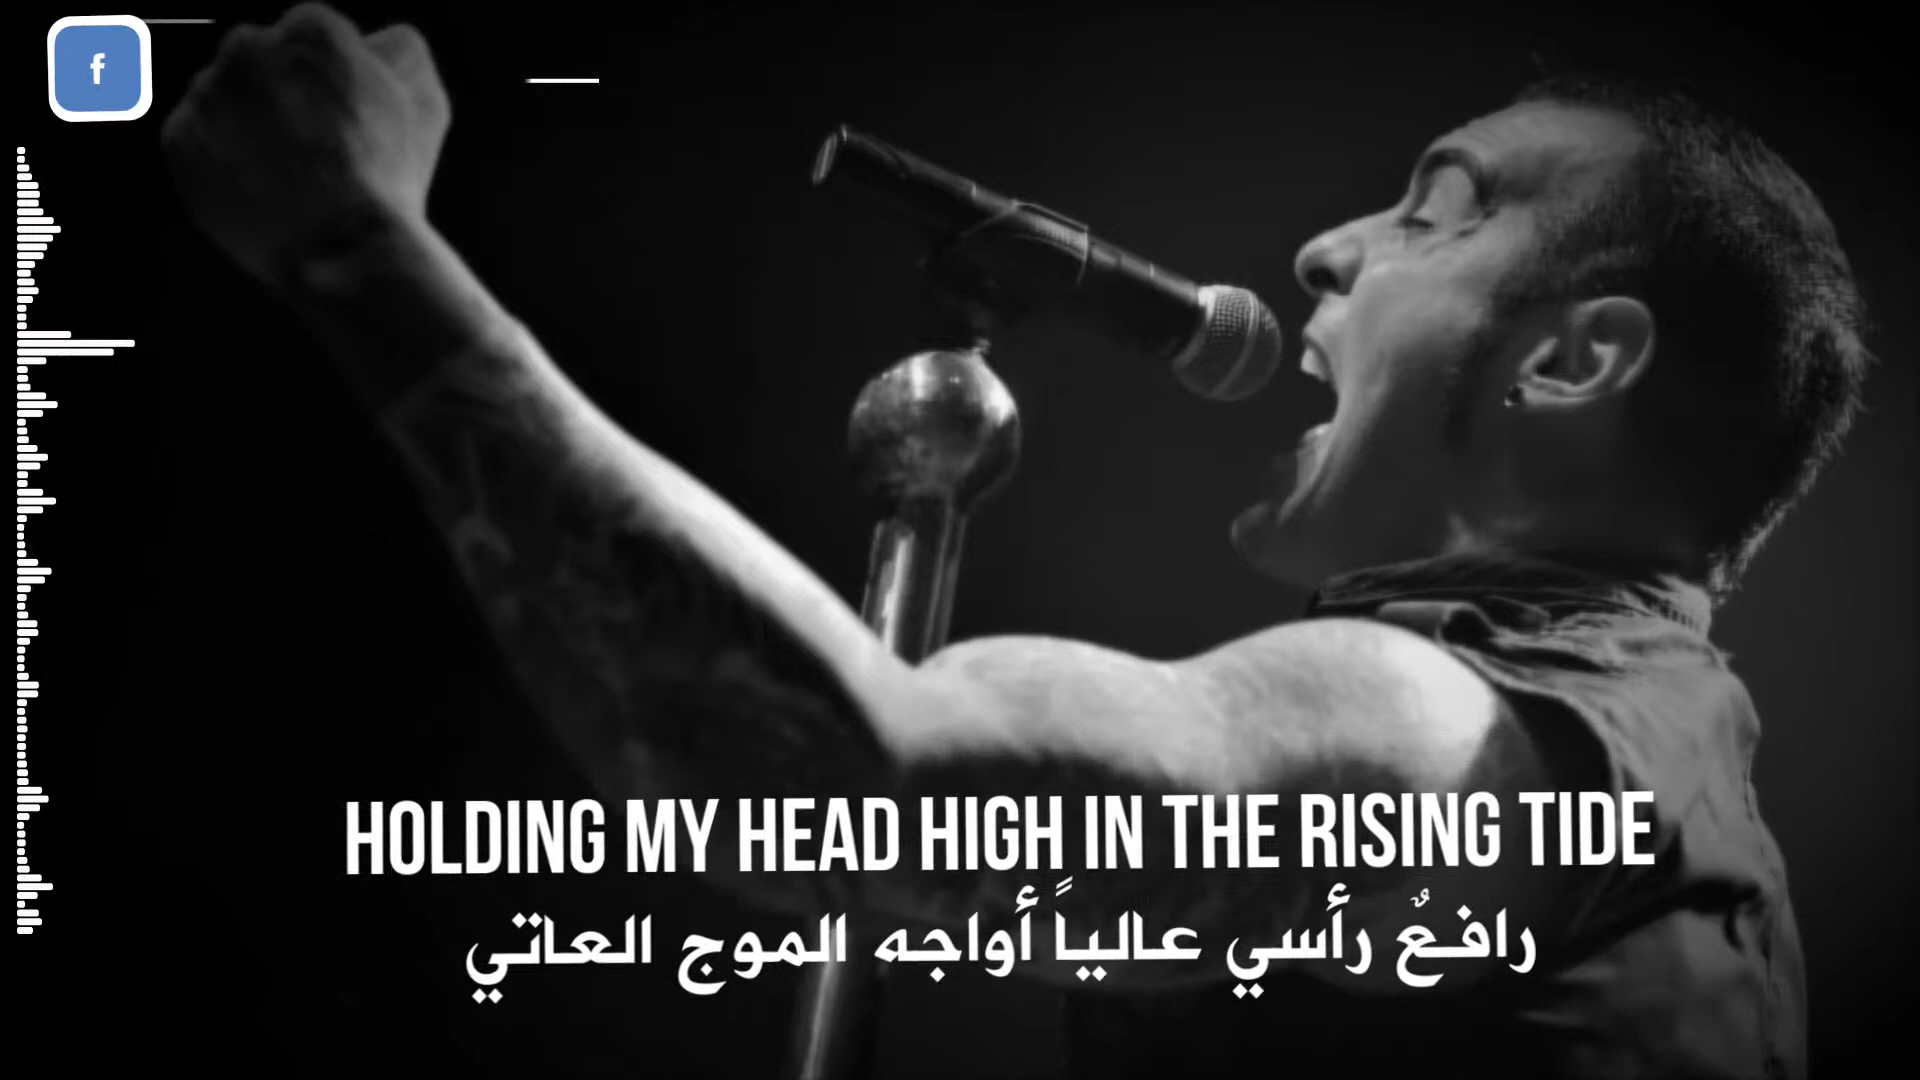 f
HOLDING MY HEAD HIGH IN THE RISING TIDE
رافعٌ رأسي عالياً أواجه الموج العاتي